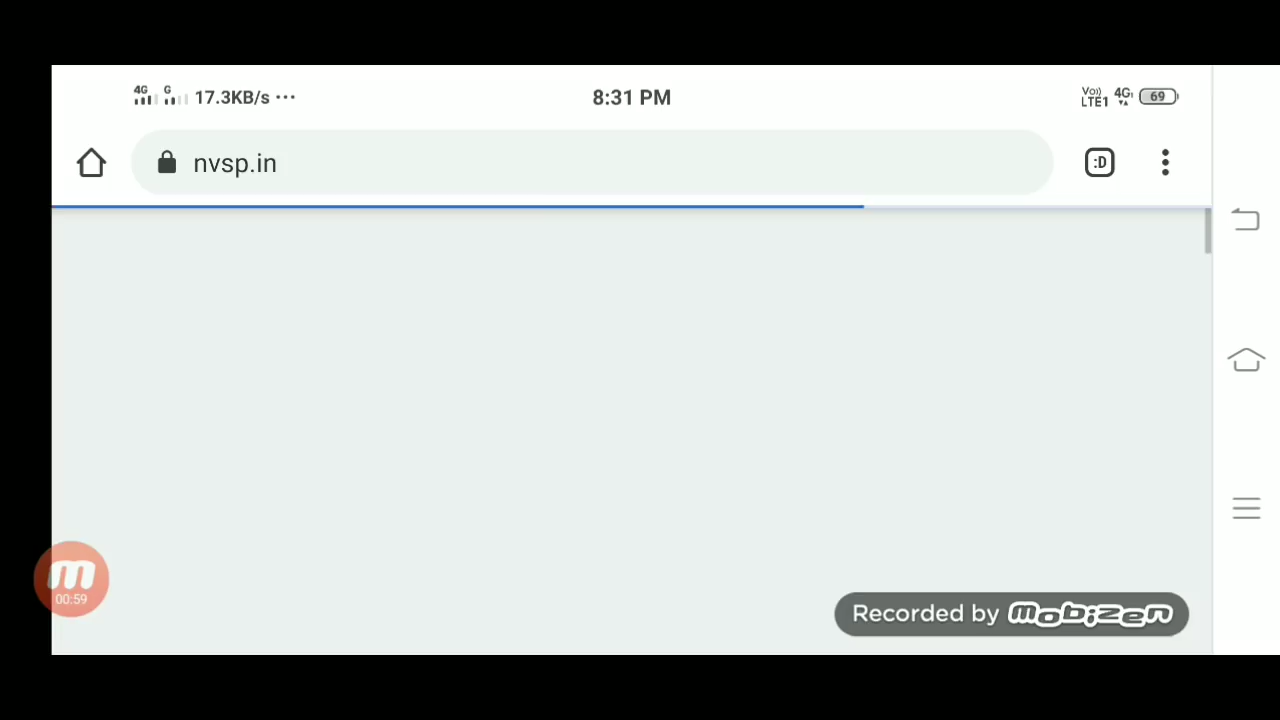 4G G 17.3KB/s ··· 8:31 PM Vo)) LTE1 4G 69
nvsp.in :D
m
00:59
Recorded by mobizen